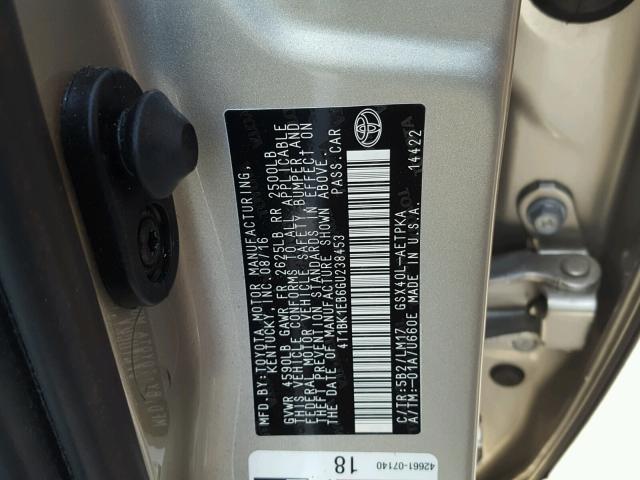 MFD.BY:TOYOTA MOTOR MANUFACTURING,
KENTUCKY, INC. 08/16
GVWR 4590LB GAWR FR 2625LB RR 2500LB
THIS VEHICLE CONFORMS TO ALL APPLICABLE
FEDERAL MOTOR VEHICLE SAFETY, BUMPER, AND
THEFT PREVENTION STANDARDS IN EFFECT ON
THE DATE OF MANUFACTURE SHOWN ABOVE.
4T1BK1EB6GU238453 PASS.CAR
C/TR:5B2/LM17 GSX40L-AETPKA
A/TM:-01A/U660E MADE IN U.S.A. 14422
42661-07140
18